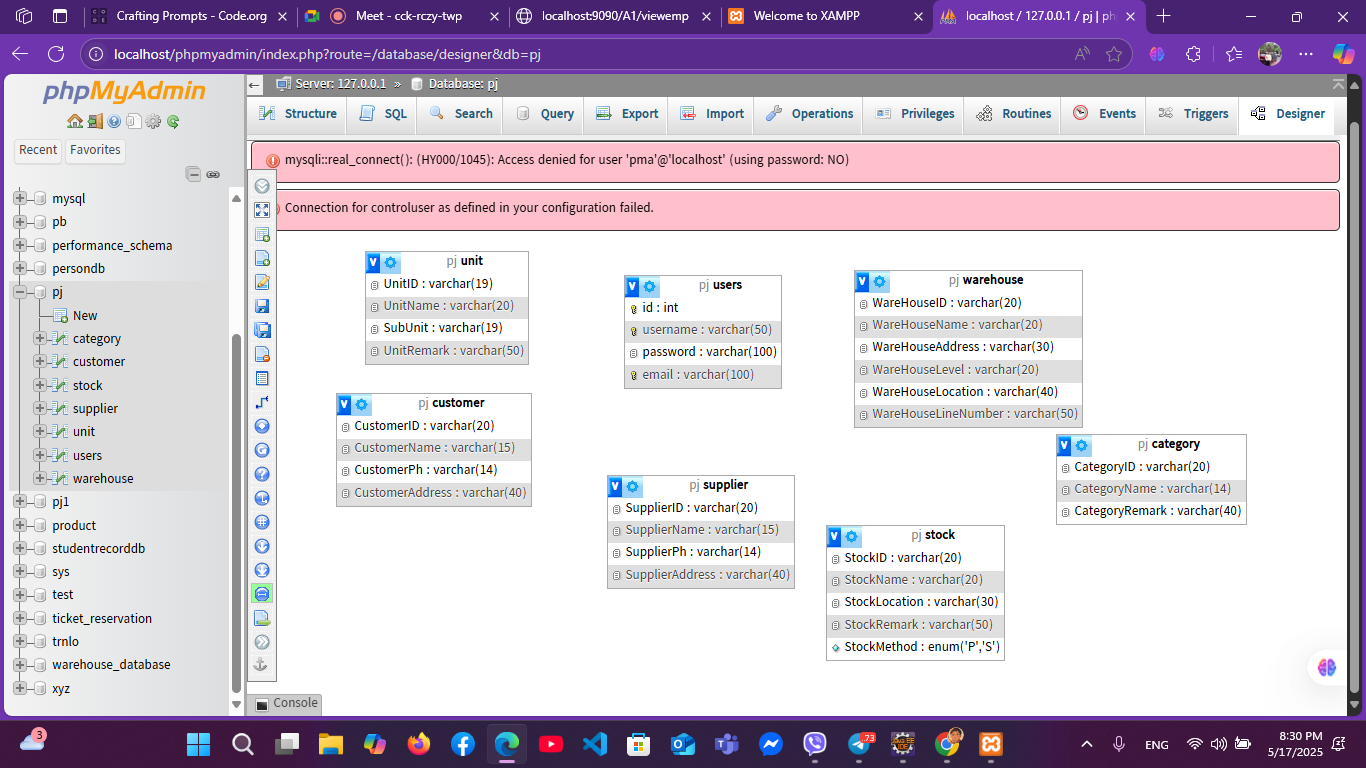 Crafting Prompts - Code.org
Meet - cck-rczy-twp
localhost:9090/A1/viewemp
Welcome to XAMPP
localhost / 127.0.0.1 / pj | ph
localhost/phpmyadmin/index.php?route=/database/designer&db=pj
phpMyAdmin
Recent
Favorites
mysql
pb
performance_schema
persondb
pj
New
category
customer
stock
supplier
unit
users
warehouse
pj1
product
studentrecorddb
sys
test
ticket_reservation
trnlo
warehouse_database
xyz
Server: 127.0.0.1 » Database: pj
Structure
SQL
Search
Query
Export
Import
Operations
Privileges
Routines
Events
Triggers
Designer
mysqli::real_connect(): (HY000/1045): Access denied for user 'pma'@'localhost' (using password: NO)
Connection for controluser as defined in your configuration failed.
V pj unit
UnitID : varchar(19)
UnitName : varchar(20)
SubUnit : varchar(19)
UnitRemark : varchar(50)
V pj users
id : int
username : varchar(50)
password : varchar(100)
email : varchar(100)
V pj warehouse
WareHouseID : varchar(20)
WareHouseName : varchar(20)
WareHouseAddress : varchar(30)
WareHouseLevel : varchar(20)
WareHouseLocation : varchar(40)
WareHouseLineNumber : varchar(50)
V pj customer
CustomerID : varchar(20)
CustomerName : varchar(15)
CustomerPh : varchar(14)
CustomerAddress : varchar(40)
V pj category
CategoryID : varchar(20)
CategoryName : varchar(14)
CategoryRemark : varchar(40)
V pj supplier
SupplierID : varchar(20)
SupplierName : varchar(15)
SupplierPh : varchar(14)
SupplierAddress : varchar(40)
V pj stock
StockID : varchar(20)
StockName : varchar(20)
StockLocation : varchar(30)
StockRemark : varchar(50)
StockMethod : enum('P','S')
Console
3
73
ENG
8:30 PM
5/17/2025